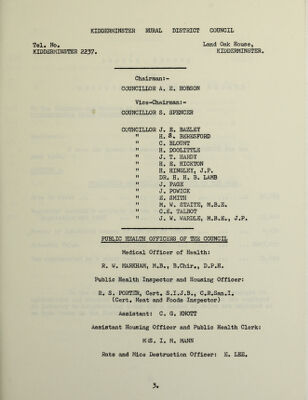 KIDDERMINSTER RURAL DISTRICT COUNCIL
Tel. No. Land Oak House,
KIDDERMINSTER 2237. KIDDERMINSTER.
Chairman:-
COUNCILLOR A. E. HOBSON
Vice-Chairman:-
COUNCILLOR S. SPENCER
COUNCILLOR J. E. BAZLEY
" H. S. BERESFORD
" C. BLOUNT
" H. DOOLITTLE
" J. T. HARDY
" H. E. HICKTON
" H. HINGLEY, J.P.
" DR. H. H. B. LAMB
" J. PAGE
" J. POWICK
" E. SMITH
" M. W. STAITE, M.B.E.
" C.E. TALBOT
" J. W. WARDLE, M.B.E., J.P.
PUBLIC HEALTH OFFICERS OF THE COUNCIL
Medical Officer of Health:
R. W. MARKHAM, M.B., B.Chir., D.P.H.
Public Health Inspector and Housing Officer:
R. S. PORTER, Cert. S.I.J.B., C.R.San.I.
(Cert. Meat and Foods Inspector)
Assistant: C. G. KNOTT
Assistant Housing Officer and Public Health Clerk:
MRS. I. M. MANN
Rats and Mice Destruction Officer: E. LEE.
3.